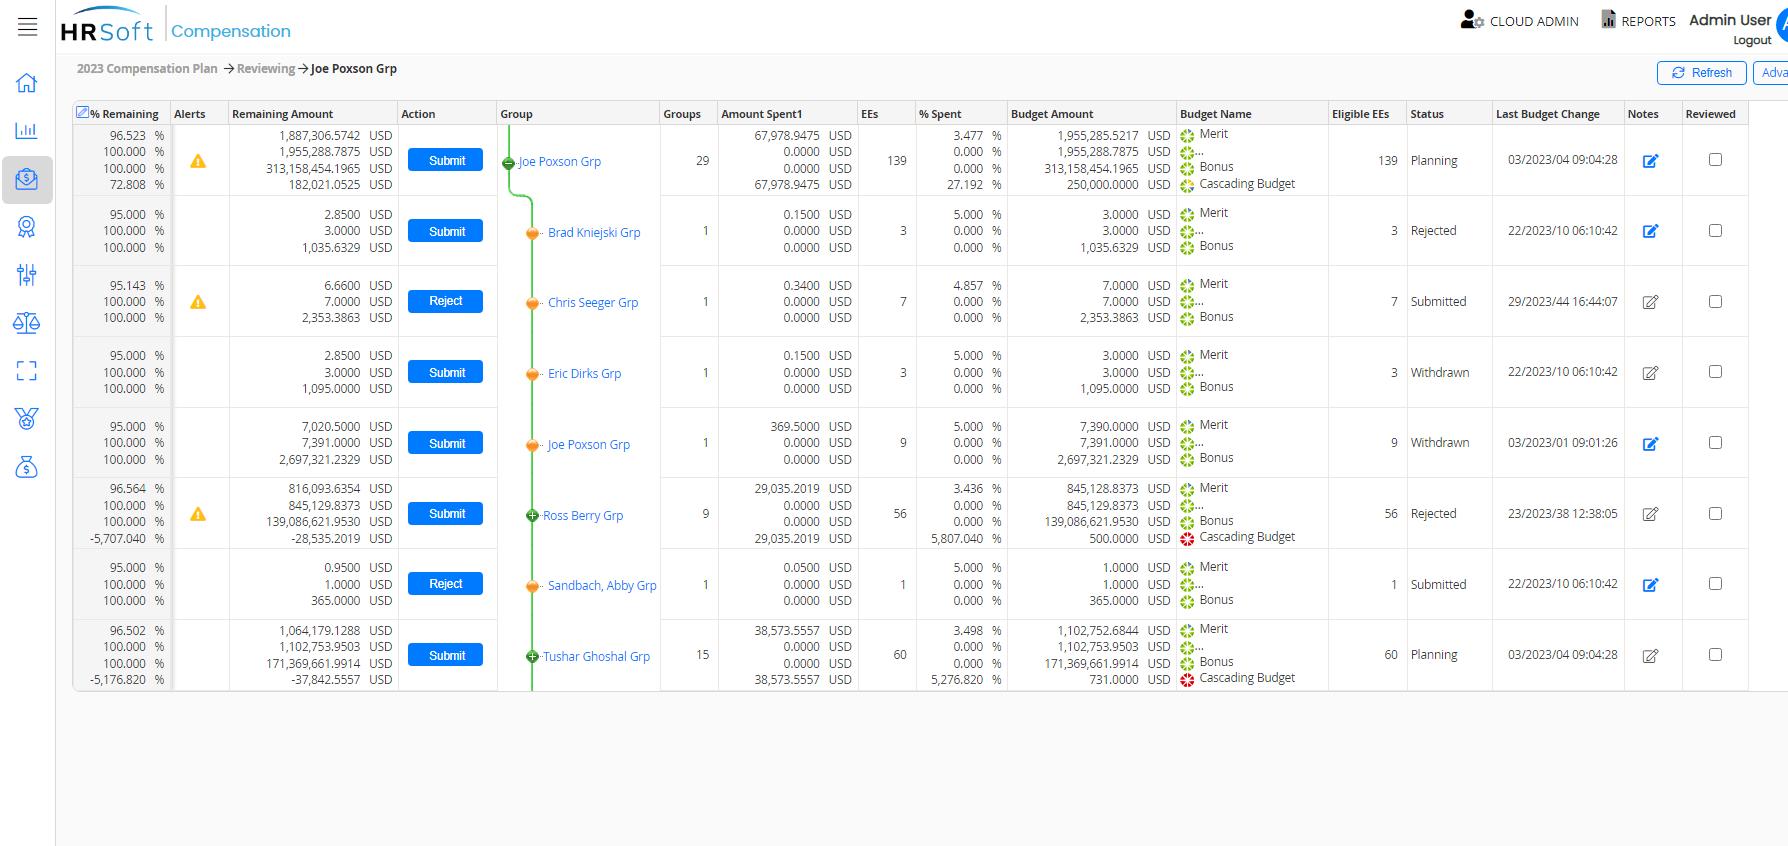 HRSoft Compensation
CLOUD ADMIN REPORTS Admin User
Logout
2023 Compensation Plan → Reviewing → Joe Poxson Grp
Refresh Adva
% Remaining Alerts Remaining Amount Action Group Groups Amount Spent1 EEs % Spent Budget Amount Budget Name Eligible EEs Status Last Budget Change Notes Reviewed
96.523 % 1,887,306.5742 USD 67,978.9475 USD 3.477 % 1,955,285.5217 USD Merit
100.000 % 1,955,288.7875 USD 0.0000 USD 0.000 % 1,955,288.7875 USD ...
Submit Joe Poxson Grp 29 139 139 Planning 03/2023/04 09:04:28
100.000 % 313,158,454.1965 USD 0.0000 USD 0.000 % 313,158,454.1965 USD Bonus
72.808 % 182,021.0525 USD 67,978.9475 USD 27.192 % 250,000.0000 USD Cascading Budget
95.000 % 2.8500 USD 0.1500 USD 5.000 % 3.0000 USD Merit
100.000 % 3.0000 USD Submit Brad Kniejski Grp 1 0.0000 USD 3 0.000 % 3.0000 USD ... 3 Rejected 22/2023/10 06:10:42
100.000 % 1,035.6329 USD 0.0000 USD 0.000 % 1,035.6329 USD Bonus
95.143 % 6.6600 USD 0.3400 USD 4.857 % 7.0000 USD Merit
100.000 % 7.0000 USD Reject Chris Seeger Grp 1 0.0000 USD 7 0.000 % 7.0000 USD ... 7 Submitted 29/2023/44 16:44:07
100.000 % 2,353.3863 USD 0.0000 USD 0.000 % 2,353.3863 USD Bonus
95.000 % 2.8500 USD 0.1500 USD 5.000 % 3.0000 USD Merit
100.000 % 3.0000 USD Submit Eric Dirks Grp 1 0.0000 USD 3 0.000 % 3.0000 USD ... 3 Withdrawn 22/2023/10 06:10:42
100.000 % 1,095.0000 USD 0.0000 USD 0.000 % 1,095.0000 USD Bonus
95.000 % 7,020.5000 USD 369.5000 USD 5.000 % 7,390.0000 USD Merit
100.000 % 7,391.0000 USD Submit Joe Poxson Grp 1 0.0000 USD 9 0.000 % 7,391.0000 USD ... 9 Withdrawn 03/2023/01 09:01:26
100.000 % 2,697,321.2329 USD 0.0000 USD 0.000 % 2,697,321.2329 USD Bonus
96.564 % 816,093.6354 USD 29,035.2019 USD 3.436 % 845,128.8373 USD Merit
100.000 % 845,129.8373 USD 0.0000 USD 0.000 % 845,129.8373 USD ...
Submit Ross Berry Grp 9 56 56 Rejected 23/2023/38 12:38:05
100.000 % 139,086,621.9530 USD 0.0000 USD 0.000 % 139,086,621.9530 USD Bonus
-5,707.040 % -28,535.2019 USD 29,035.2019 USD 5,807.040 % 500.0000 USD Cascading Budget
95.000 % 0.9500 USD 0.0500 USD 5.000 % 1.0000 USD Merit
100.000 % 1.0000 USD Reject Sandbach, Abby Grp 1 0.0000 USD 1 0.000 % 1.0000 USD ... 1 Submitted 22/2023/10 06:10:42
100.000 % 365.0000 USD 0.0000 USD 0.000 % 365.0000 USD Bonus
96.502 % 1,064,179.1288 USD 38,573.5557 USD 3.498 % 1,102,752.6844 USD Merit
100.000 % 1,102,753.9503 USD 0.0000 USD 0.000 % 1,102,753.9503 USD ...
Submit Tushar Ghoshal Grp 15 60 60 Planning 03/2023/04 09:04:28
100.000 % 171,369,661.9914 USD 0.0000 USD 0.000 % 171,369,661.9914 USD Bonus
-5,176.820 % -37,842.5557 USD 38,573.5557 USD 5,276.820 % 731.0000 USD Cascading Budget